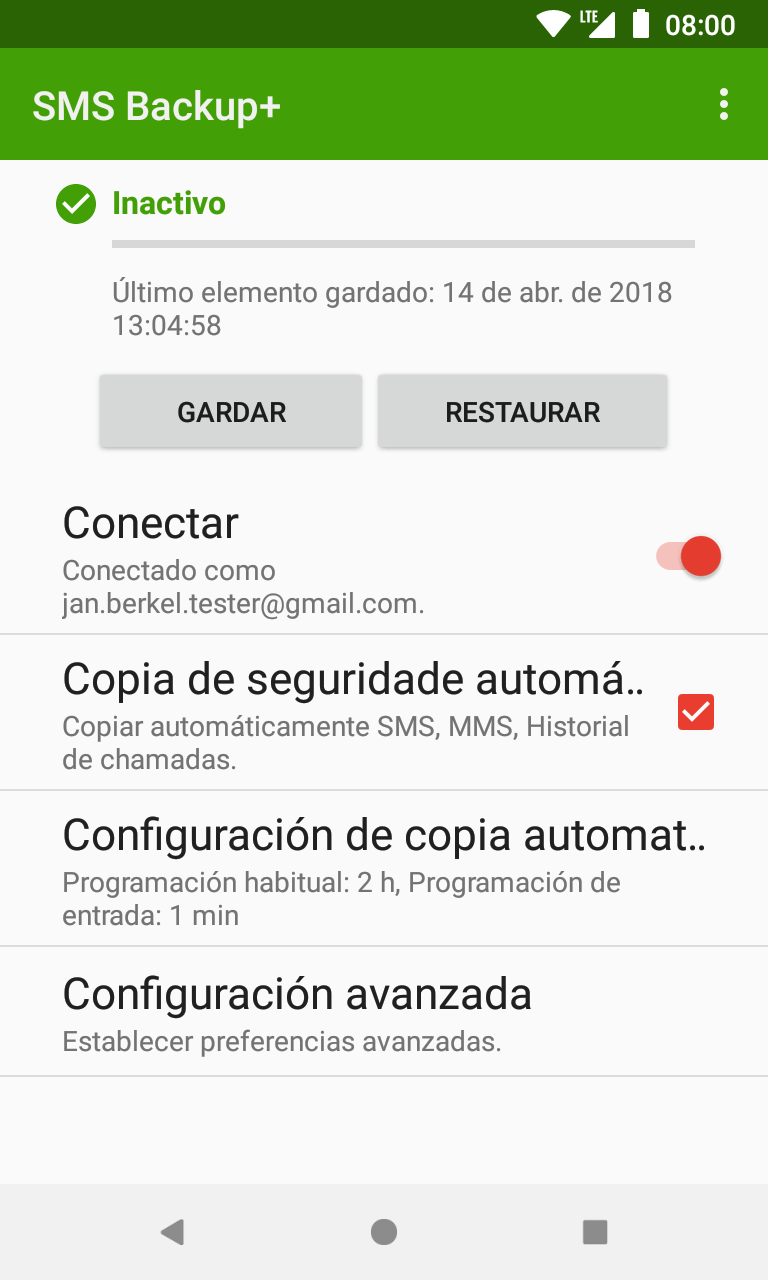 LTE 08:00
SMS Backup+
Inactivo
Último elemento gardado: 14 de abr. de 2018
13:04:58
GARDAR RESTAURAR
Conectar
Conectado como
jan.berkel.tester@gmail.com.
Copia de seguridade automá..
Copiar automáticamente SMS, MMS, Historial
de chamadas.
Configuración de copia automat..
Programación habitual: 2 h, Programación de
entrada: 1 min
Configuración avanzada
Establecer preferencias avanzadas.